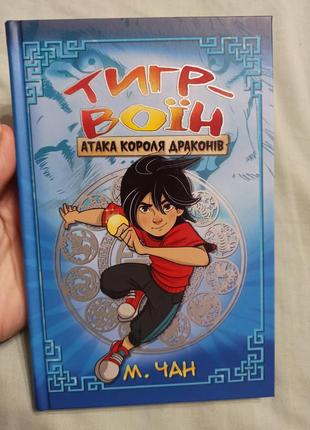 ТИГР-
ВОЇН
АТАКА КОРОЛЯ ДРАКОНІВ
М. ЧАН